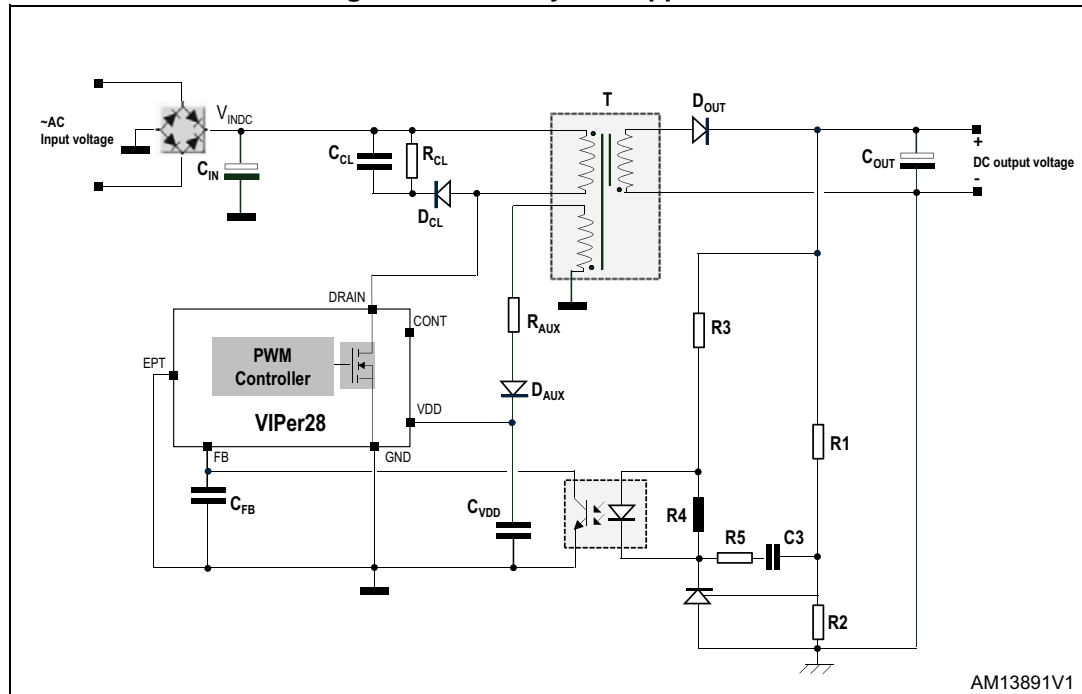 T
DOUT
~AC
Input voltage
VINDC
CCL
RCL
CIN
DCL
COUT
+
DC output voltage
-
DRAIN
CONT
RAUX
R3
EPT
PWM
Controller
DAUX
VDD
VIPer28
R1
FB
GND
CFB
CVDD
R4
R5
C3
R2
AM13891V1